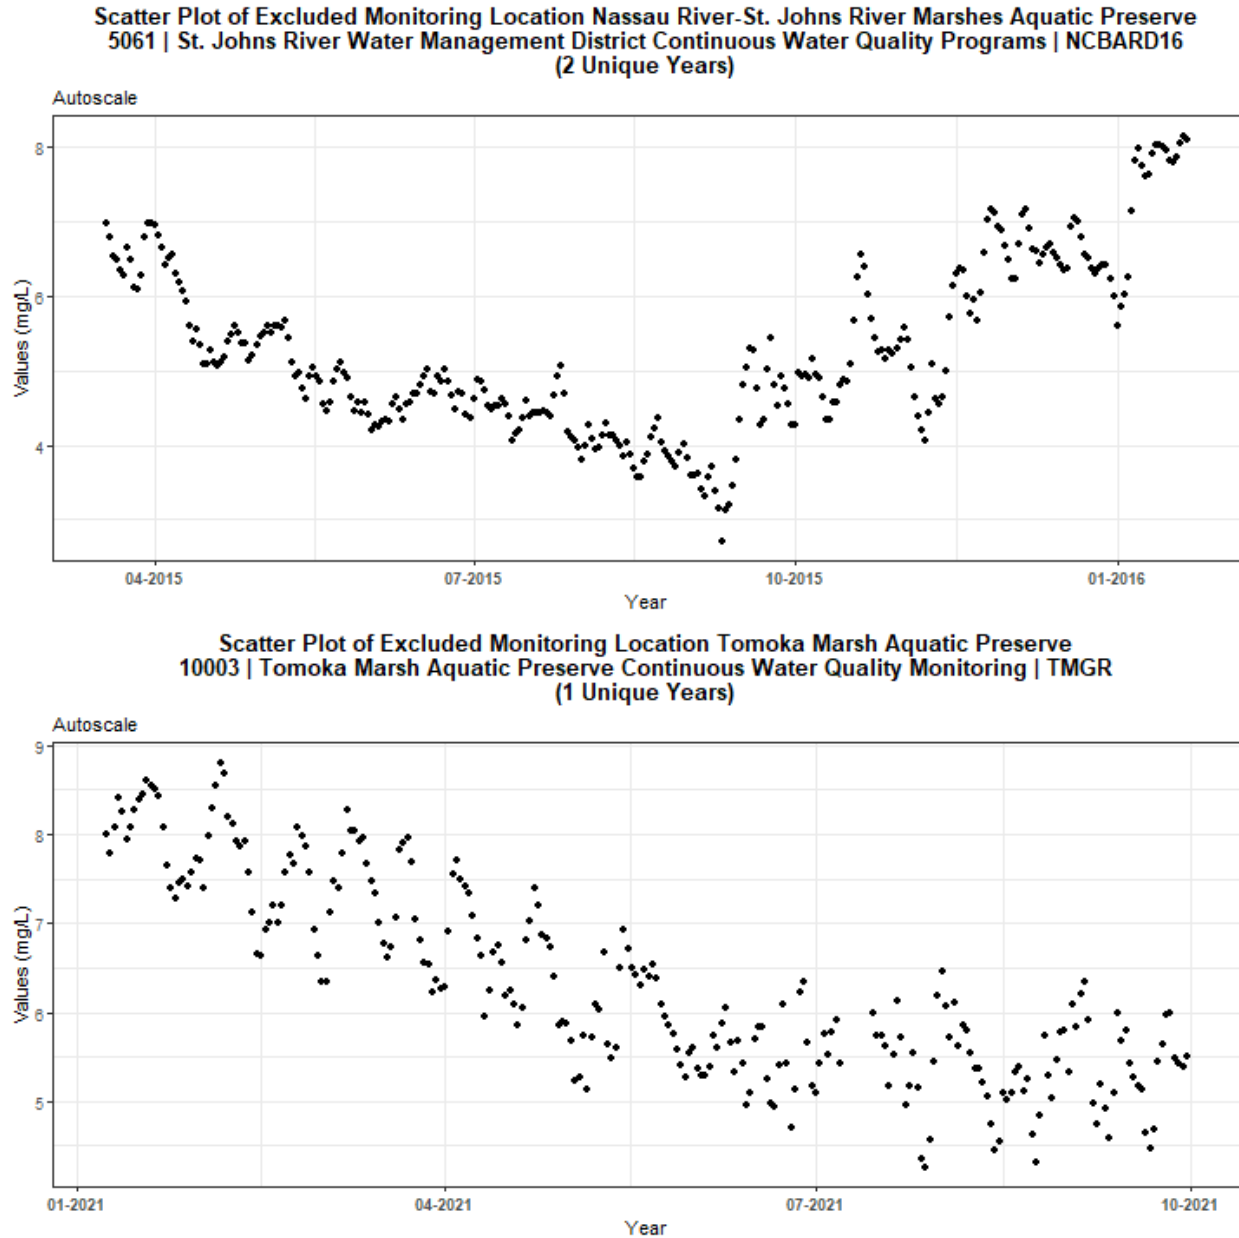 Scatter Plot of Excluded Monitoring Location Nassau River-St. Johns River Marshes Aquatic Preserve
5061 | St. Johns River Water Management District Continuous Water Quality Programs | NCBARD16
(2 Unique Years)
Autoscale
8
6
4
Values (mg/L)
04-2015 07-2015 10-2015 01-2016
Year
Scatter Plot of Excluded Monitoring Location Tomoka Marsh Aquatic Preserve
10003 | Tomoka Marsh Aquatic Preserve Continuous Water Quality Monitoring | TMGR
(1 Unique Years)
Autoscale
9
8
7
6
5
Values (mg/L)
01-2021 04-2021 07-2021 10-2021
Year